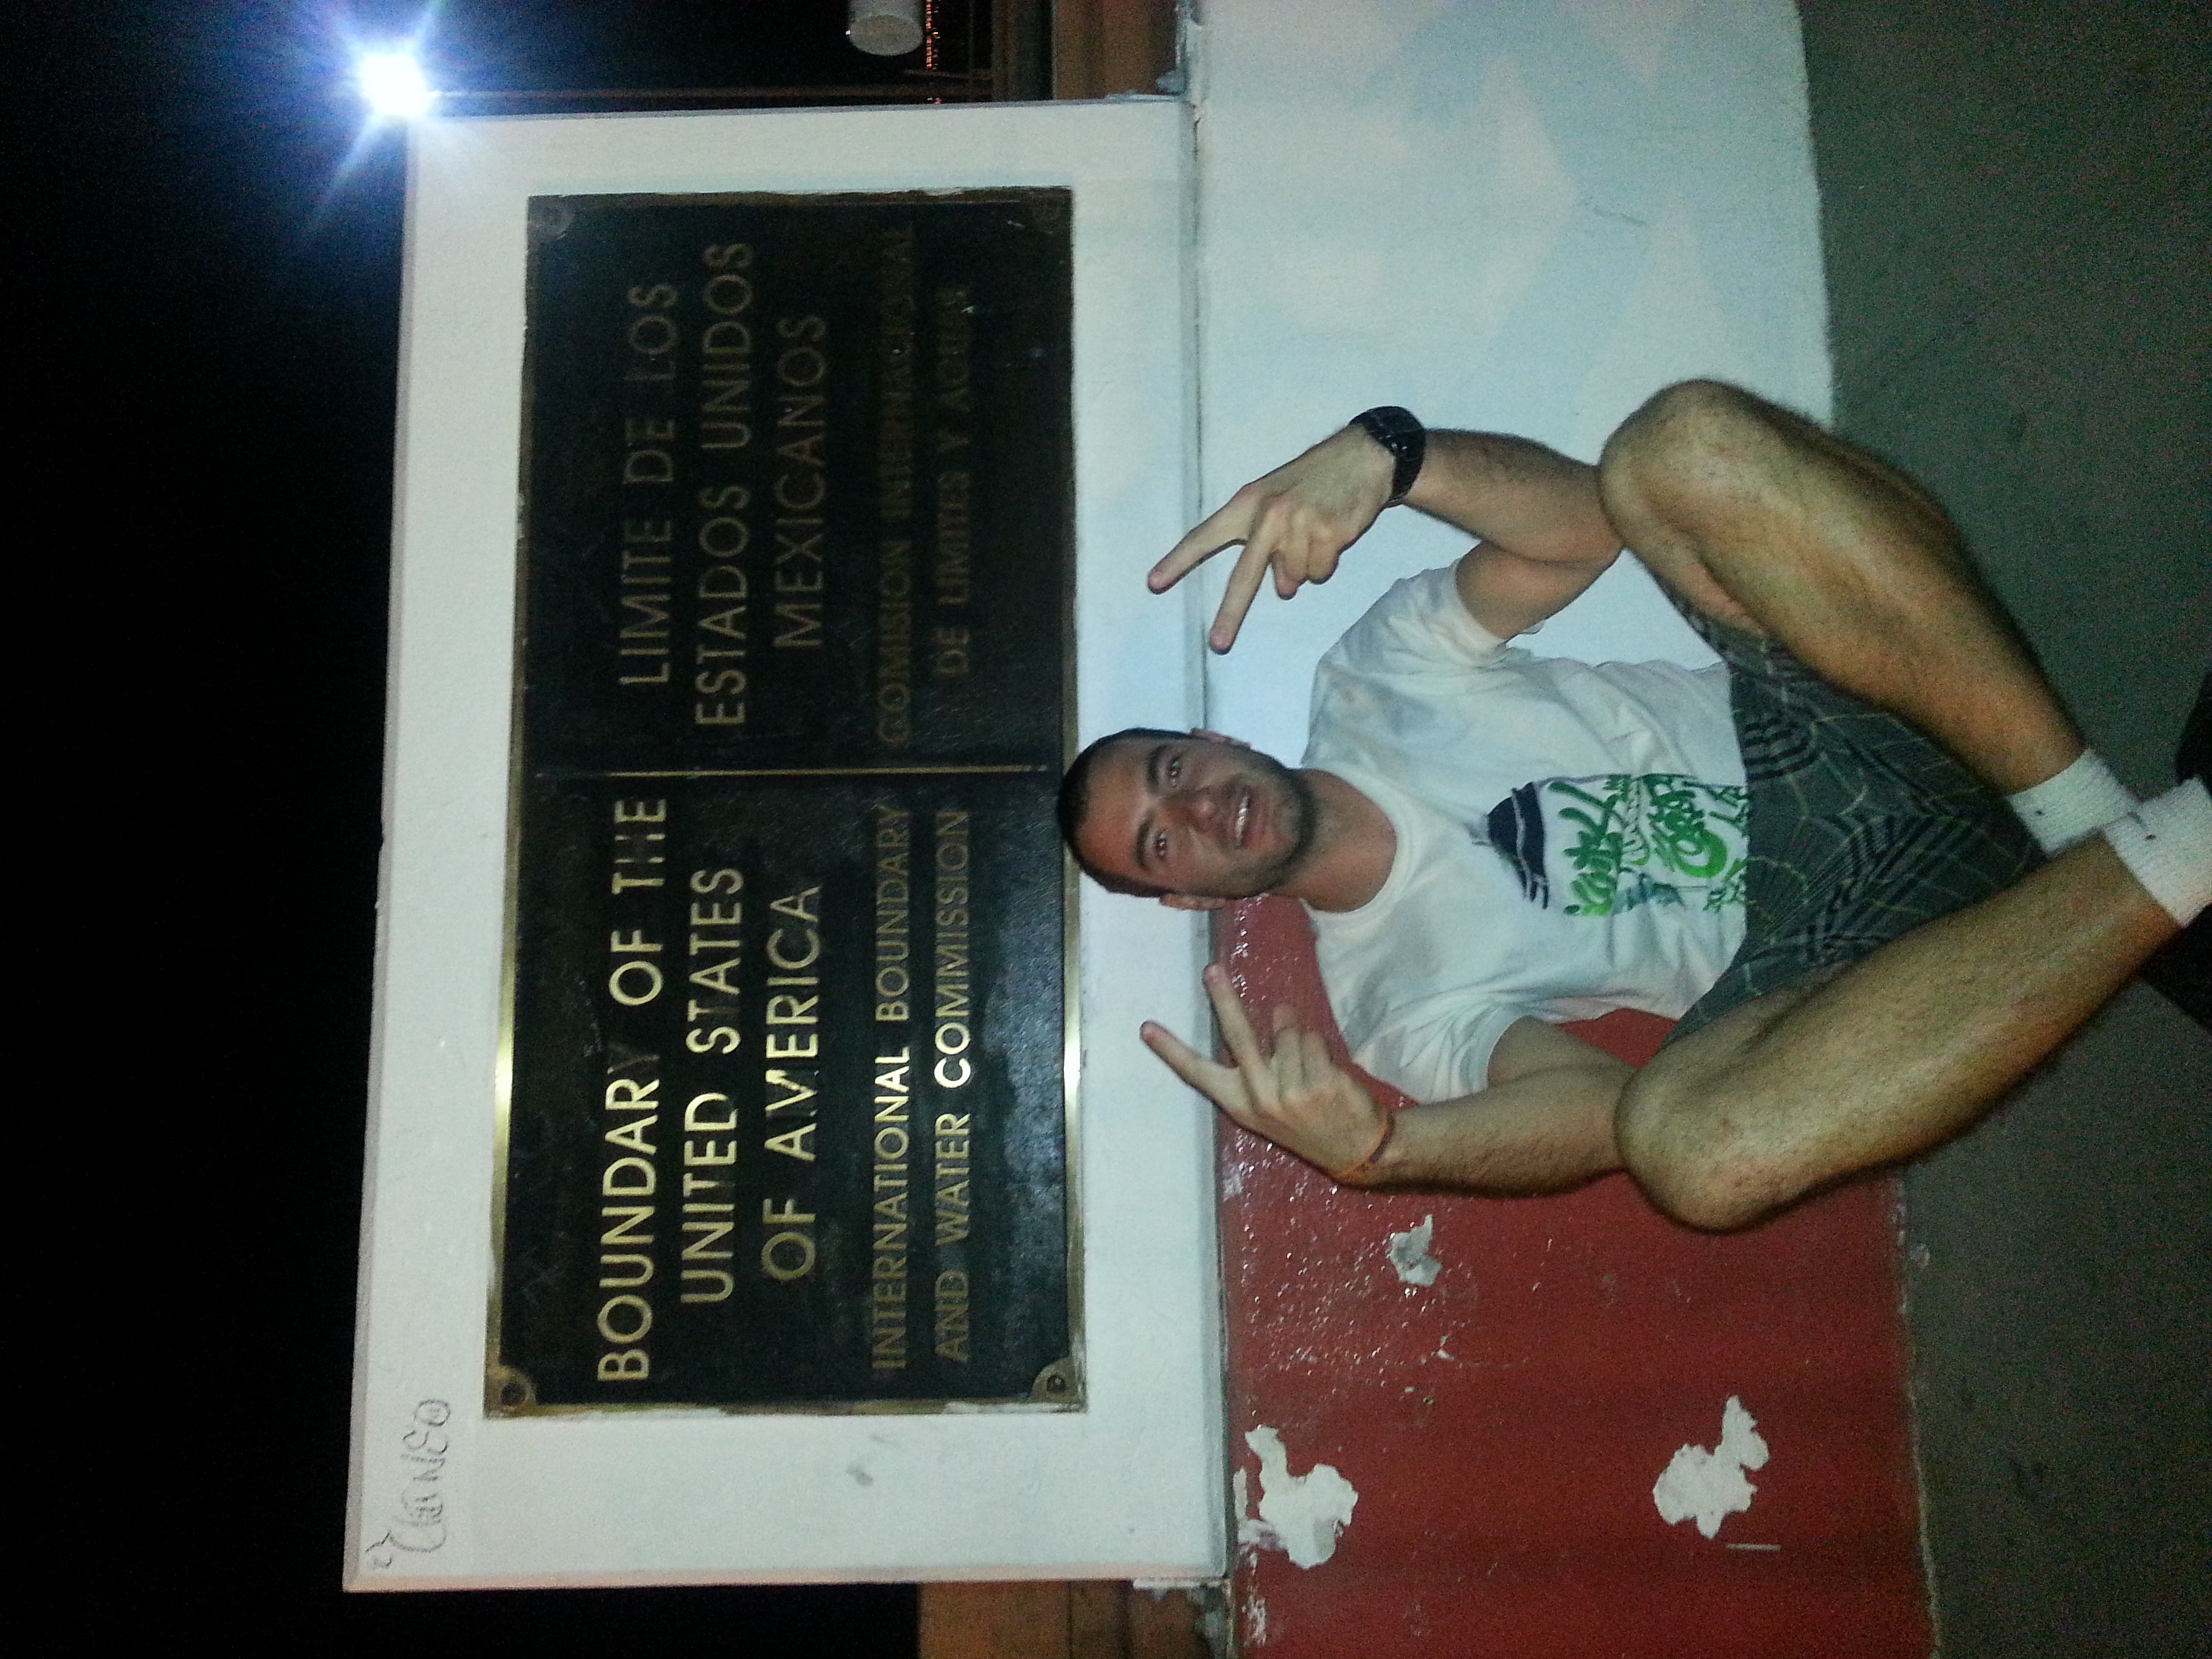 BOUNDARY OF THE
UNITED STATES
OF AMERICA
INTERNATIONAL BOUNDARY
AND WATER COMMISSION
LIMITE DE LOS
ESTADOS UNIDOS
MEXICANOS
COMISION INTERNACIONAL
DE LIMITES Y AGUAS